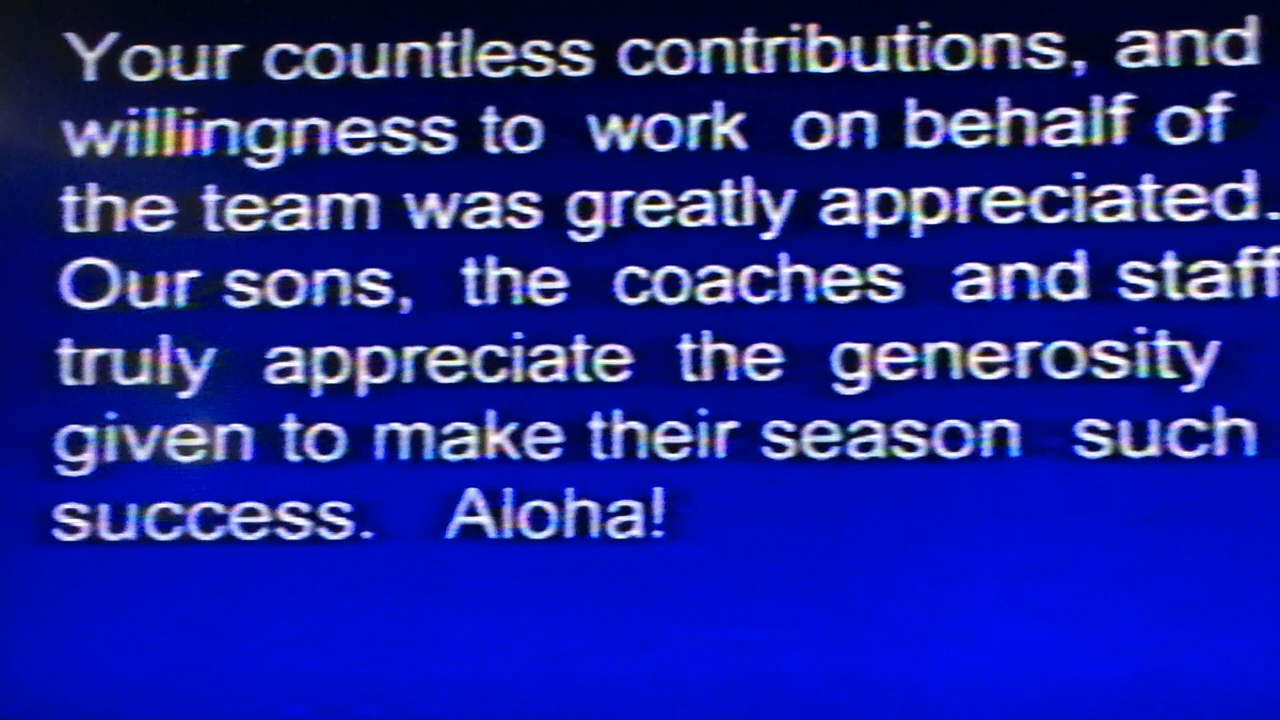 Your countless contributions, and
willingness to work on behalf of
the team was greatly appreciated.
Our sons, the coaches and staff
truly appreciate the generosity
given to make their season such
success. Aloha!